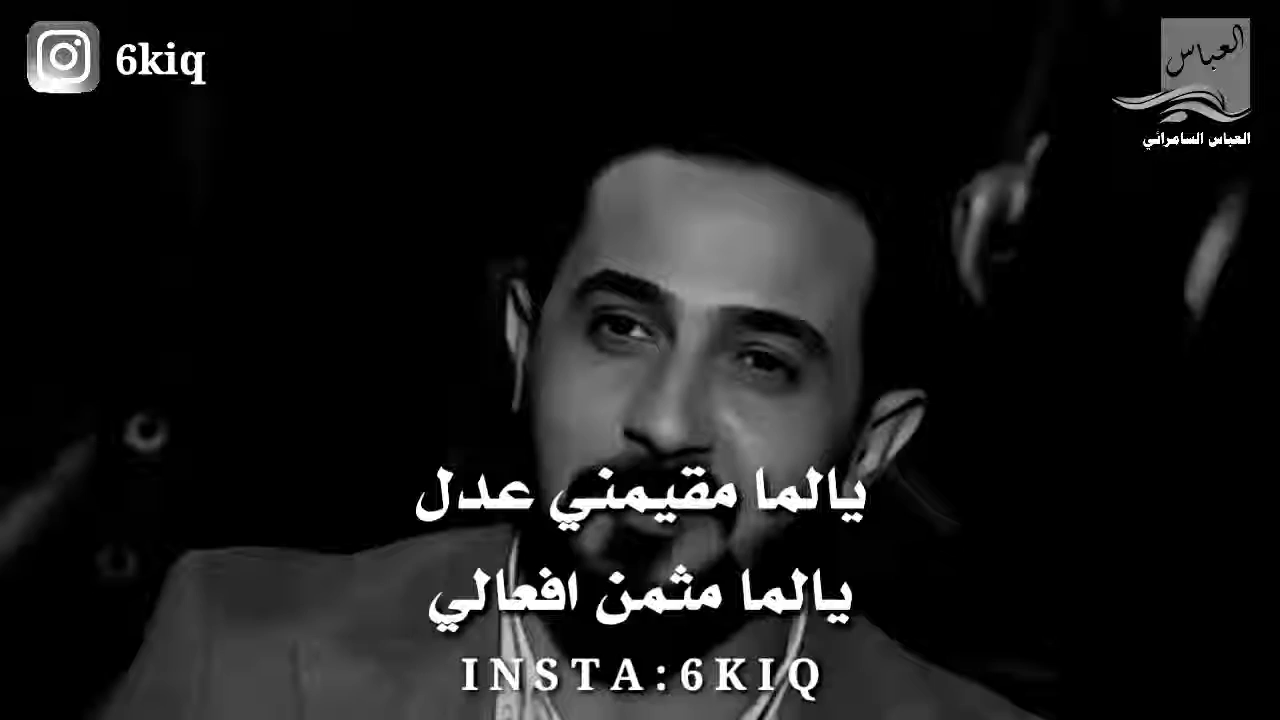 6kiq
العباس
العباس السامرائي
يالما مقيمني عدل
يالما مثمن افعالي
INSTA:6KIQ